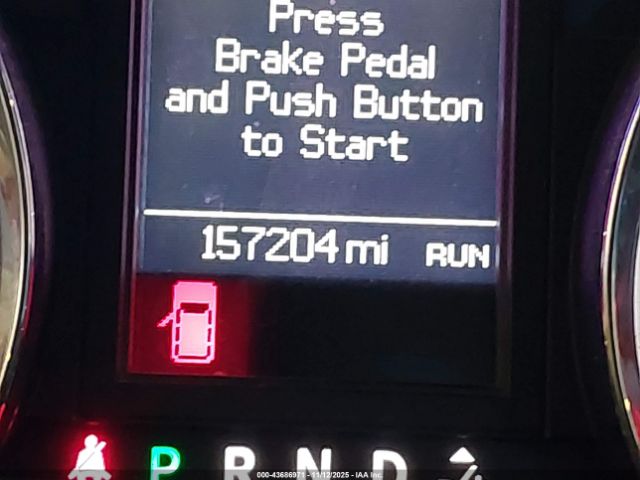 Press
Brake Pedal
and Push Button
to Start
157204 mi RUN
P R N D
000-43686971 - 11/12/2025 - IAA Inc.